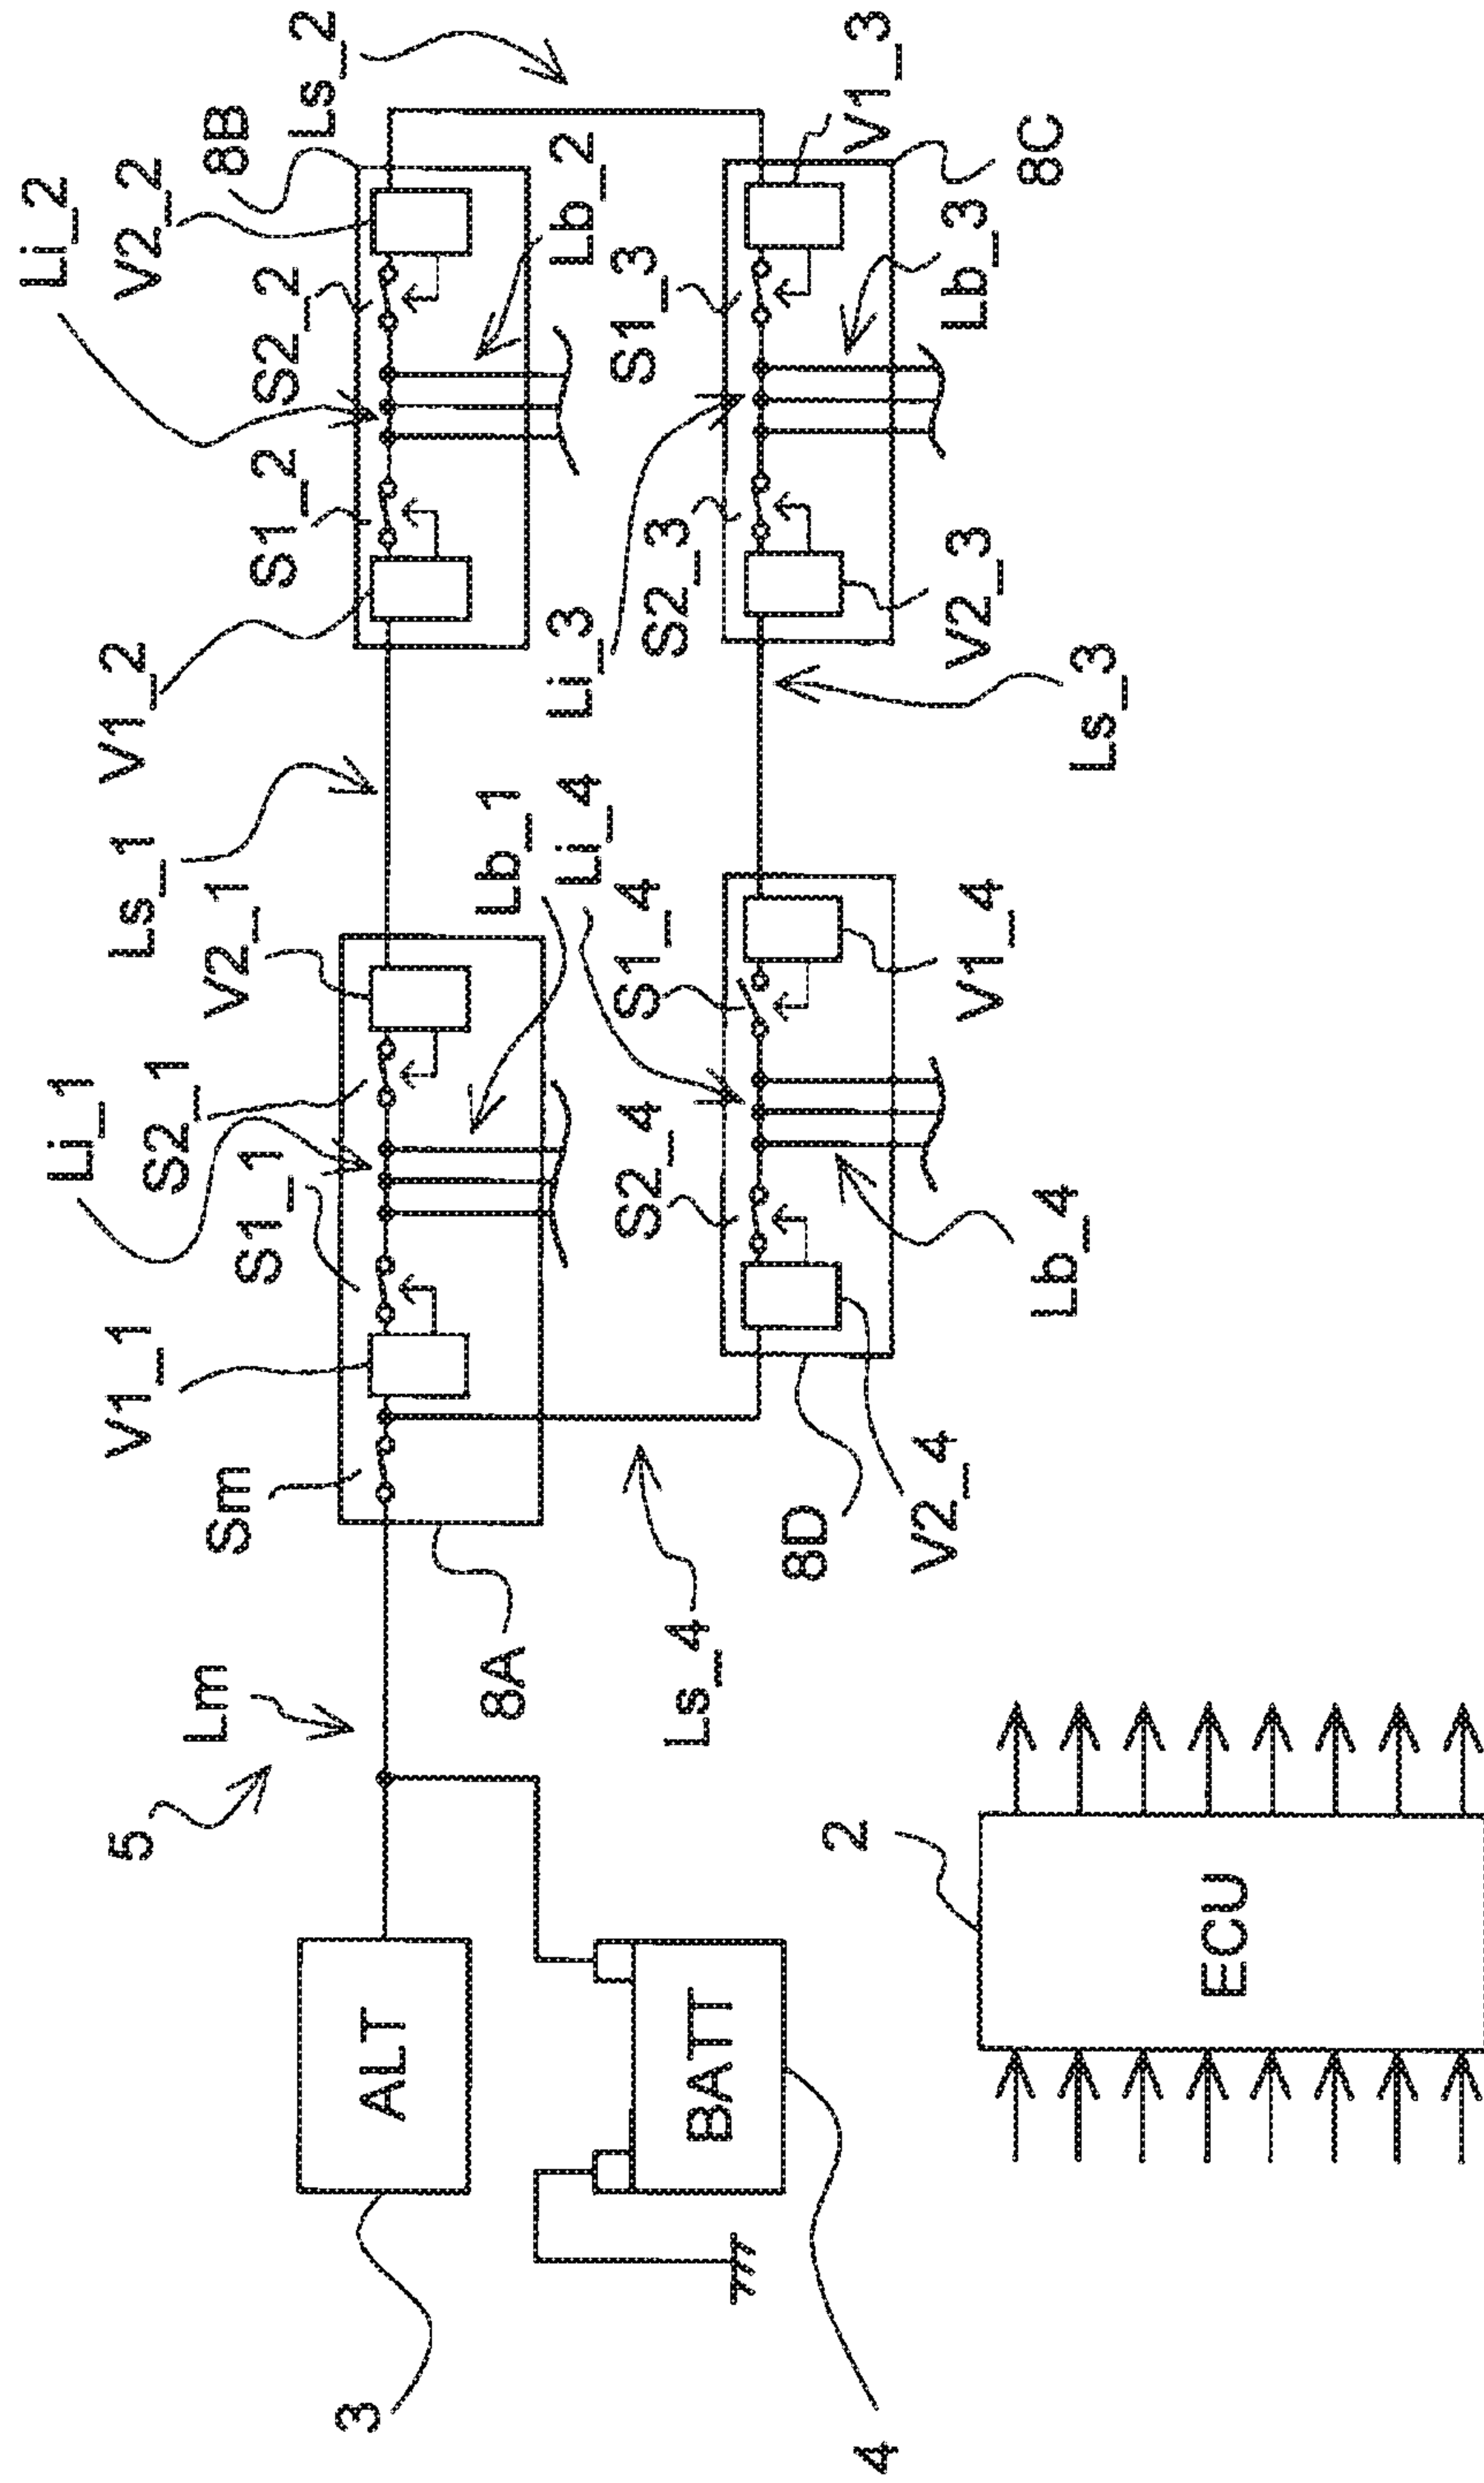 Li_2
V2_2
8B
Ls_2
S2_2
S1_2
V1_2
Lb_2
Ls_1
V2_1
Li_1
S2_1
S1_1
V1_1
Sm
Lm
5
Lb_1
Li_4
Li_3
S1_3
V1_3
8C
Lb_3
S2_3
V2_3
Ls_3
S1_4
V1_4
S2_4
Lb_4
V2_4
8D
Ls_4
8A
ALT
3
BATT
4
2
ECU